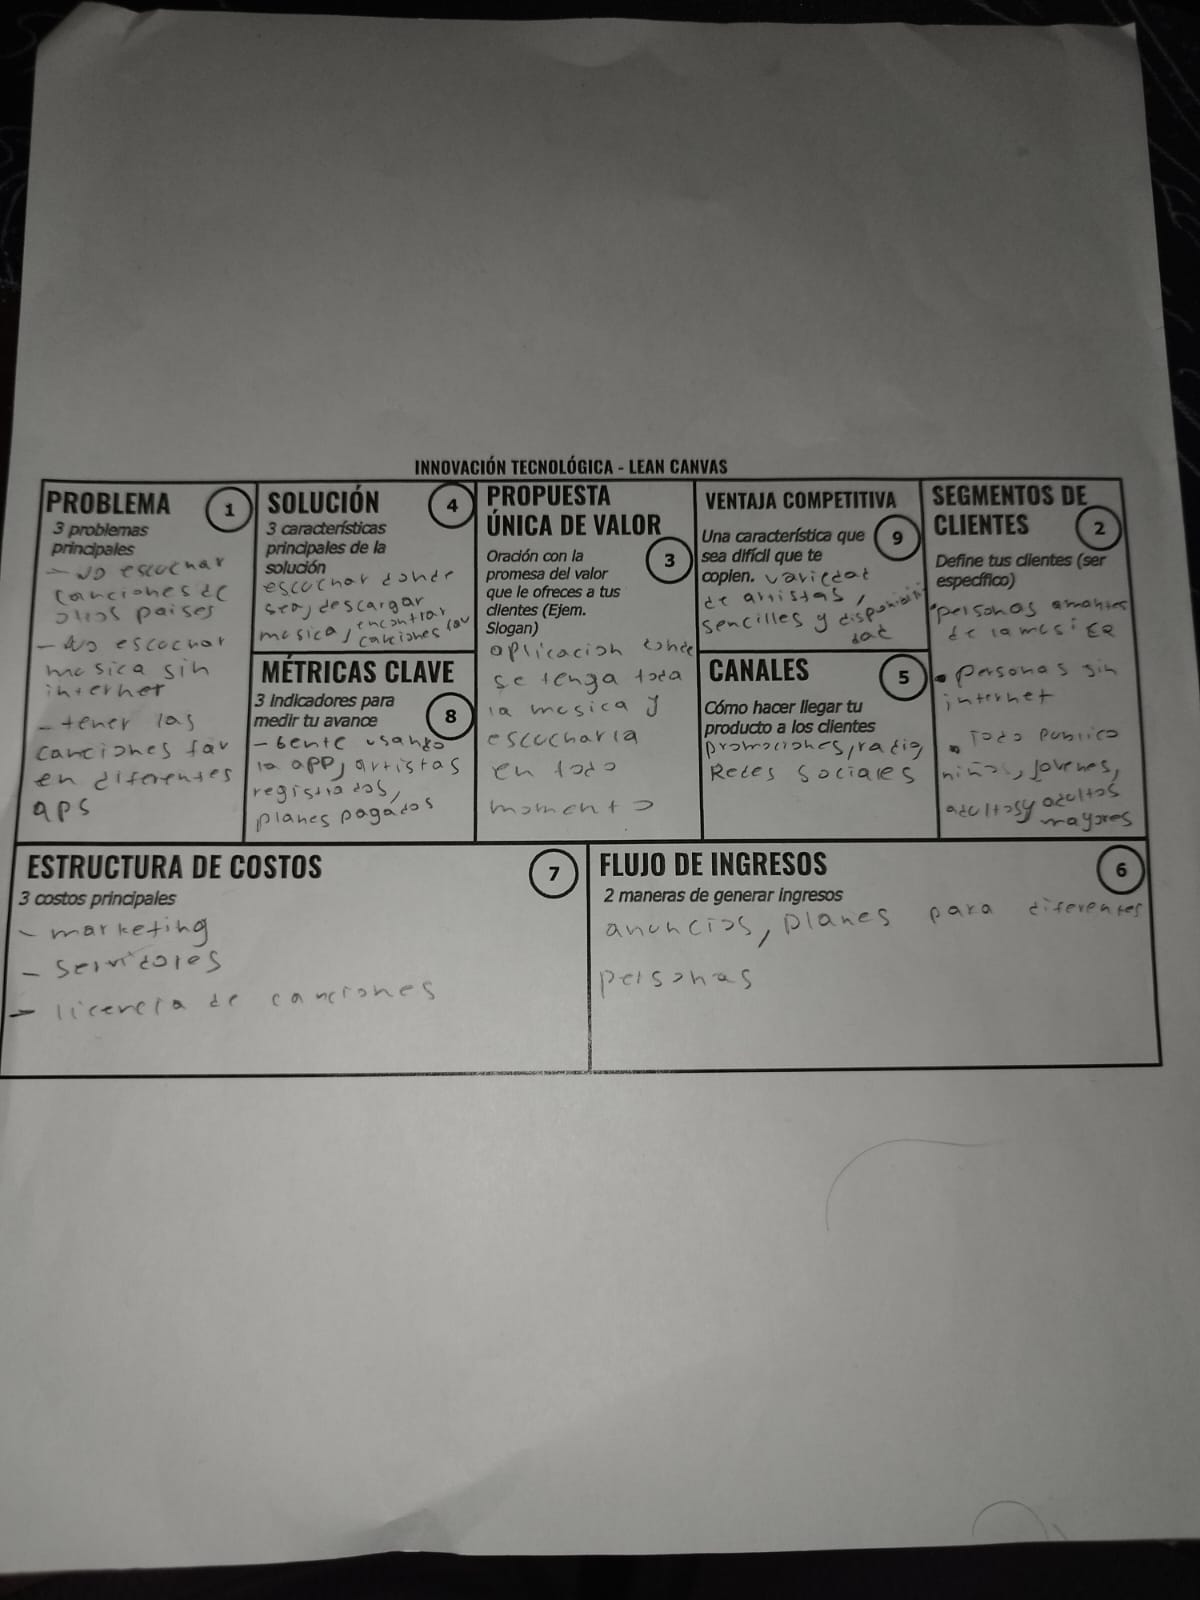 INNOVACIÓN TECNOLÓGICA - LEAN CANVAS
PROBLEMA
1
3 problemas
principales
- No escuchar
canciones de
otros paises
- No escuchar
musica sin
internet
- tener las
canciones fav
en diferentes
aps
SOLUCIÓN
4
3 características
principales de la
solución
escuchar donde
sea, descargar
musica, encontrar
canciones fav
MÉTRICAS CLAVE
3 indicadores para
medir tu avance
8
- Gente usando
la app, artistas
registrados,
planes pagados
PROPUESTA
ÚNICA DE VALOR
3
Oración con la
promesa del valor
que le ofreces a tus
clientes (Ejem.
Slogan)
aplicacion donde
se tenga toda
la musica y
escucharla
en todo
momento
VENTAJA COMPETITIVA
9
Una característica que
sea difícil que te
copien. variedad
de artistas,
sencilles y disponibili
dad
CANALES
5
Cómo hacer llegar tu
producto a los clientes
promociones, radio,
Redes sociales
SEGMENTOS DE
CLIENTES
2
Define tus clientes (ser
específico)
• personas amantes
de la musica
• personas sin
internet
• Todo publico
niños, jovenes,
adultos y adultos
mayores
ESTRUCTURA DE COSTOS
7
3 costos principales
- marketing
- servidores
- licencia de canciones
FLUJO DE INGRESOS
6
2 maneras de generar ingresos
anuncios, planes para diferentes
personas